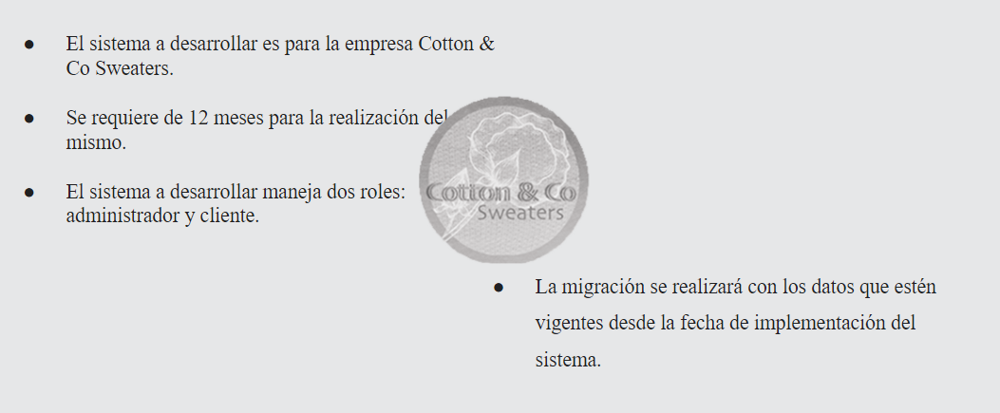 ● El sistema a desarrollar es para la empresa Cotton &
Co Sweaters.
● Se requiere de 12 meses para la realización del
mismo.
● El sistema a desarrollar maneja dos roles:
administrador y cliente.
Cotton & Co
Sweaters
● La migración se realizará con los datos que estén
vigentes desde la fecha de implementación del
sistema.